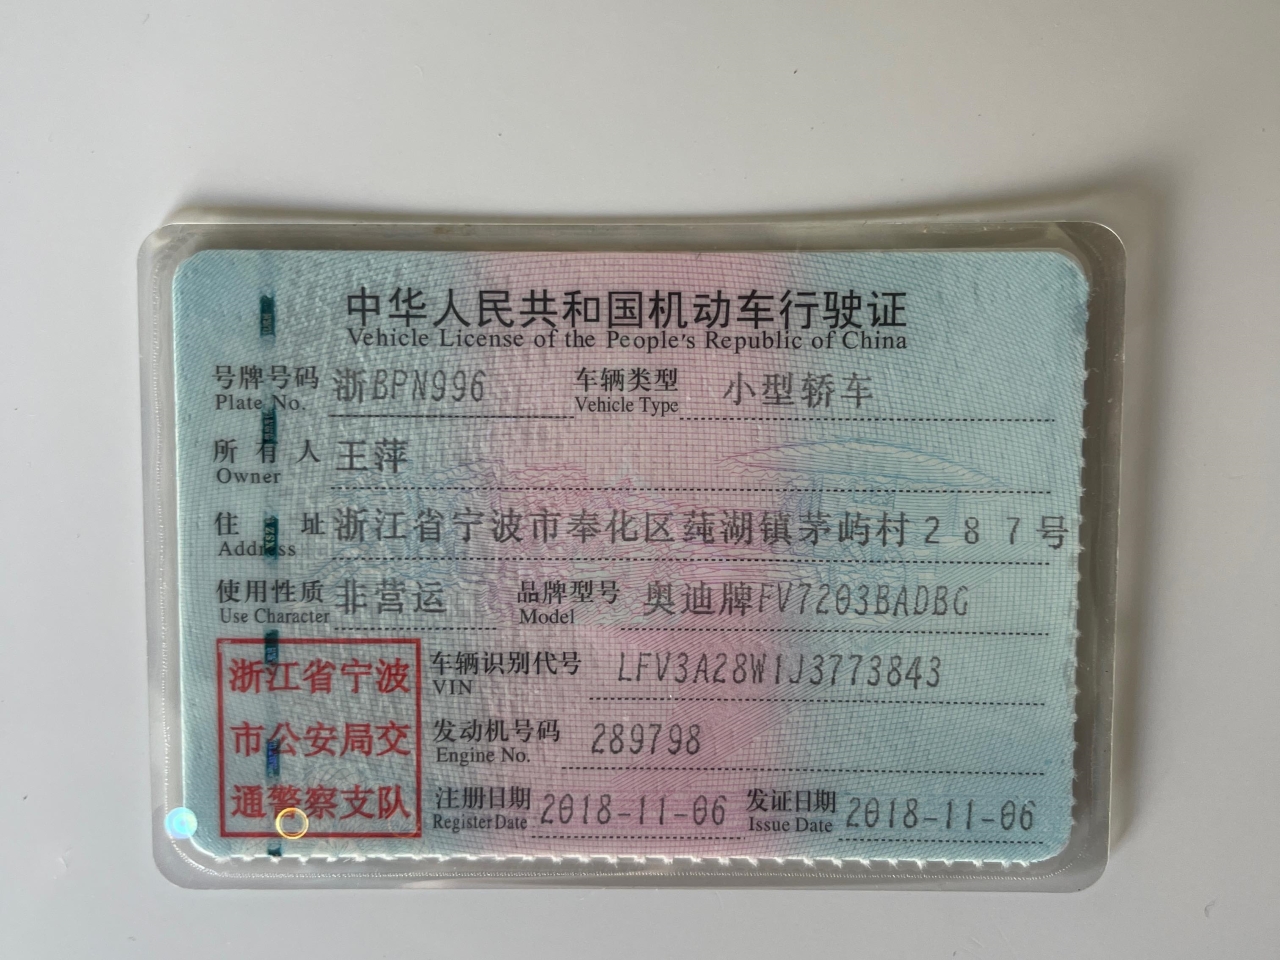 中华人民共和国机动车行驶证
Vehicle License of the People's Republic of China
号牌号码 浙BPN996 车辆类型 小型轿车
Plate No. Vehicle Type
所有人 王萍
Owner
住址 浙江省宁波市奉化区莼湖镇茅屿村287号
Address
使用性质 非营运 品牌型号 奥迪牌FV7203BADBG
Use Character Model
浙江省宁波
市公安局交
通警察支队
车辆识别代号 LFV3A28W1J3773843
VIN
发动机号码 289798
Engine No.
注册日期 2018-11-06 发证日期 2018-11-06
Register Date Issue Date